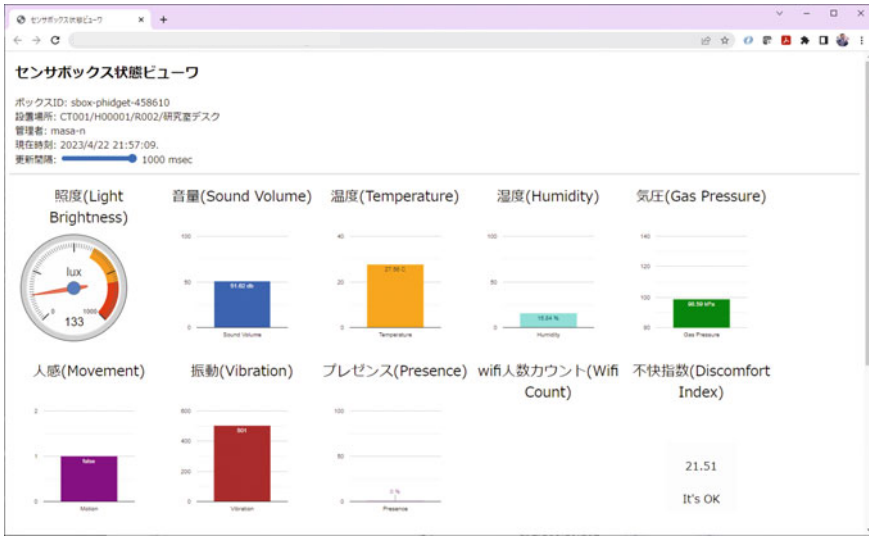 センサボックス状態ビューワ
センサボックス状態ビューワ
ボックスID: sbox-phidget-458610
設置場所: CT001/H00001/R002/研究室デスク
管理者: masa-n
現在時刻: 2023/4/22 21:57:09.
更新間隔: 1000 msec
照度(Light
Brightness)
lux
0
1000
133
音量(Sound Volume)
100
50
0
51.62 db
Sound Volume
温度(Temperature)
40
20
0
Temperature
湿度(Humidity)
100
50
0
15.84 %
Humidity
気圧(Gas Pressure)
140
120
100
80
98.59 kPa
Gas Pressure
人感(Movement)
2
1
0
false
Motion
振動(Vibration)
600
400
200
0
501
Vibration
プレゼンス(Presence)
100
50
0
0 %
Presence
wifi人数カウント(Wifi
Count)
不快指数(Discomfort
Index)
21.51
It's OK